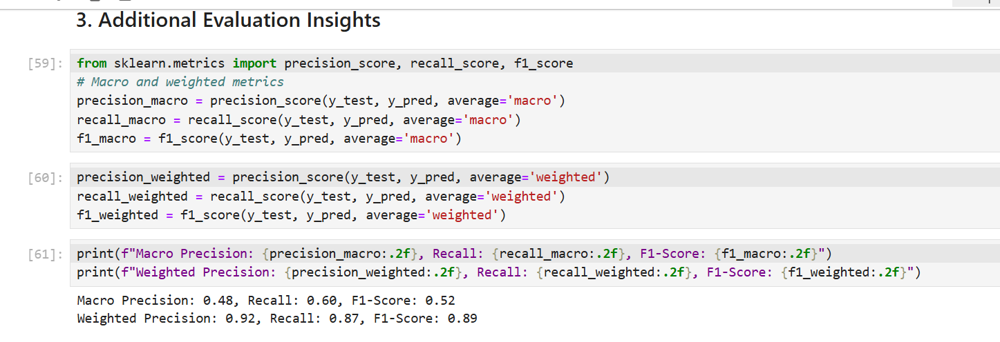 3. Additional Evaluation Insights
[59]:
from sklearn.metrics import precision_score, recall_score, f1_score
# Macro and weighted metrics
precision_macro = precision_score(y_test, y_pred, average='macro')
recall_macro = recall_score(y_test, y_pred, average='macro')
f1_macro = f1_score(y_test, y_pred, average='macro')
[60]:
precision_weighted = precision_score(y_test, y_pred, average='weighted')
recall_weighted = recall_score(y_test, y_pred, average='weighted')
f1_weighted = f1_score(y_test, y_pred, average='weighted')
[61]:
print(f"Macro Precision: {precision_macro:.2f}, Recall: {recall_macro:.2f}, F1-Score: {f1_macro:.2f}")
print(f"Weighted Precision: {precision_weighted:.2f}, Recall: {recall_weighted:.2f}, F1-Score: {f1_weighted:.2f}")
Macro Precision: 0.48, Recall: 0.60, F1-Score: 0.52
Weighted Precision: 0.92, Recall: 0.87, F1-Score: 0.89